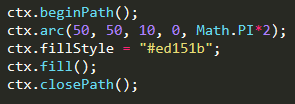 ctx.beginPath();
ctx.arc(50, 50, 10, 0, Math.PI*2);
ctx.fillStyle = "#ed151b";
ctx.fill();
ctx.closePath();